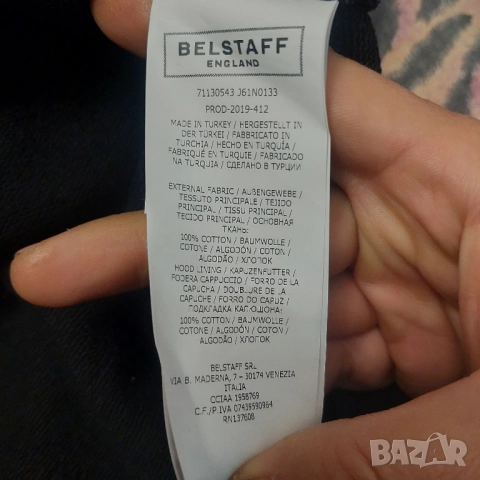 BELSTAFF
ENGLAND
71130543 J61N0133
PROD-2019-412
MADE IN TURKEY / HERGESTELLT IN
DER TÜRKEI / FABBRICATO IN
TURCHIA / HECHO EN TURQUÍA /
FABRIQUÉ EN TURQUIE / FABRICADO
NA TURQUIA / СДЕЛАНО В ТУРЦИИ
EXTERNAL FABRIC / AUßENGEWEBE /
TESSUTO PRINCIPALE / TEJIDO
PRINCIPAL / TISSU PRINCIPAL /
TECIDO PRINCIPAL / ОСНОВНАЯ
ТКАНЬ:
100% COTTON / BAUMWOLLE /
COTONE / ALGODÓN / COTON /
ALGODÃO / ХЛОПОК
HOOD LINING / KAPUZENFUTTER /
FODERA CAPPUCCIO / FORRO DE LA
CAPUCHA / DOUBLURE DE LA
CAPUCHE / FORRO DO CAPUZ /
ПОДКЛАДКА КАПЮШОНА:
100% COTTON / BAUMWOLLE /
COTONE / ALGODÓN / COTON /
ALGODÃO / ХЛОПОК
BELSTAFF SRL
VIA B. MADERNA, 7 - 30174 VENEZIA
ITALIA
CCIAA 1958769
C.F./P.IVA 07439590964
RN137608
BAZAR.bg